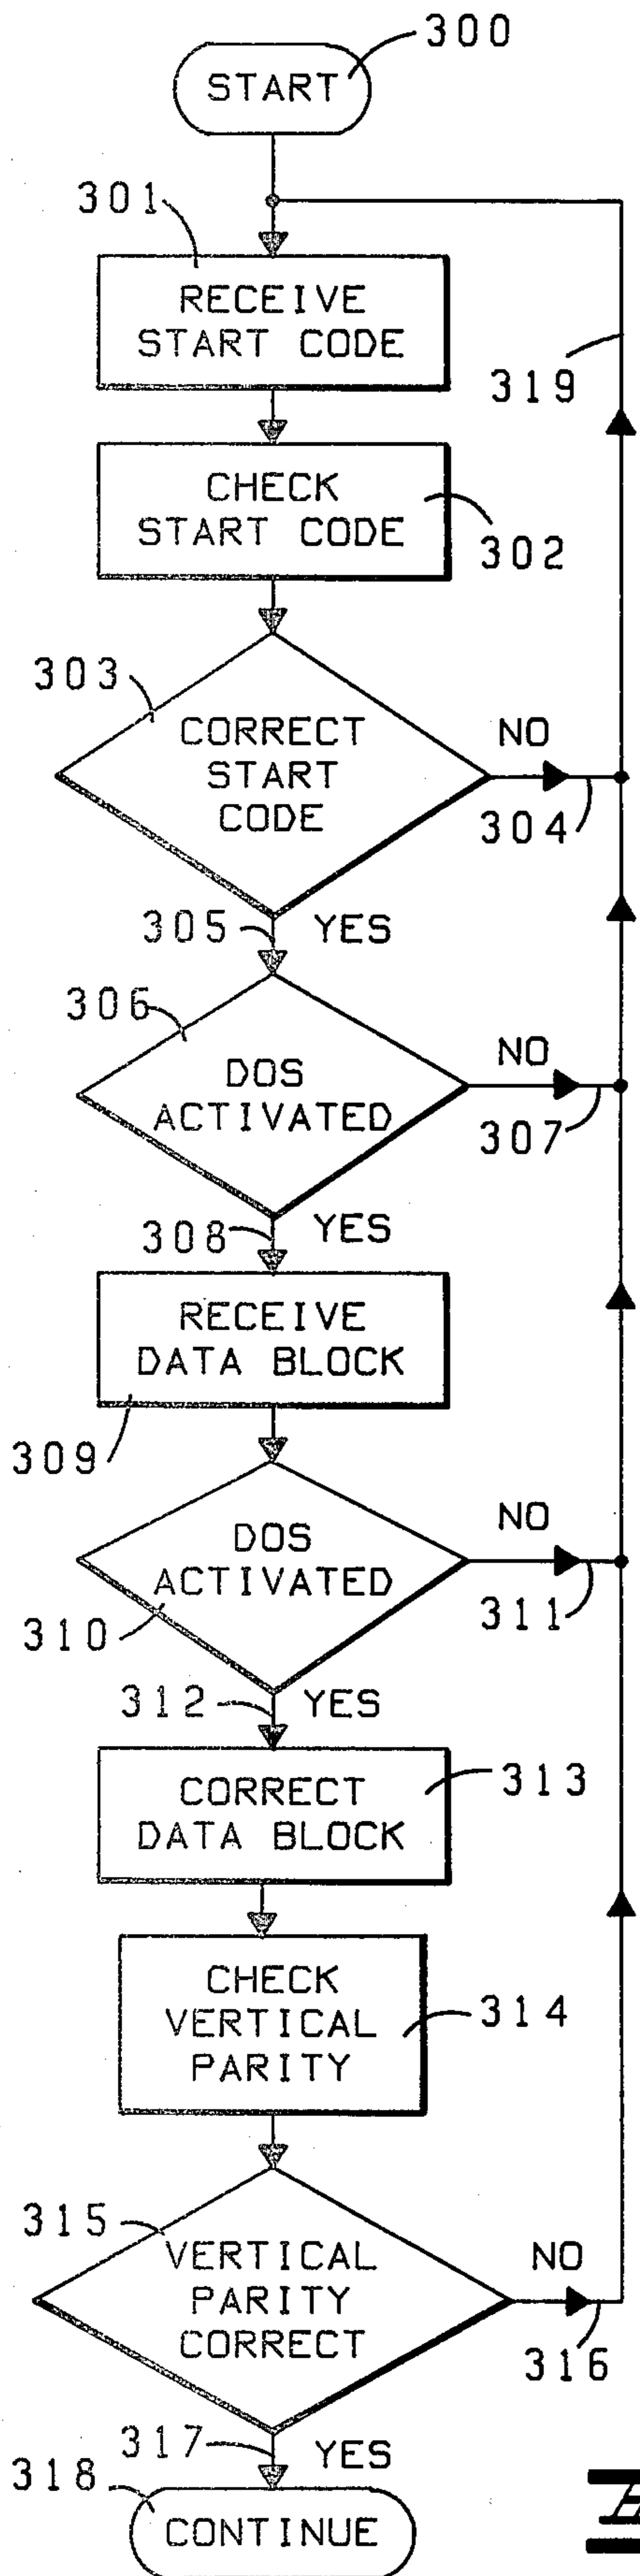 300
START
301
RECEIVE
START CODE
319
CHECK
START CODE
302
303
CORRECT
START
CODE
NO
304
305
YES
306
DOS
ACTIVATED
NO
307
308
YES
RECEIVE
DATA BLOCK
309
DOS
ACTIVATED
NO
310
311
312
YES
313
CORRECT
DATA BLOCK
CHECK
VERTICAL
PARITY
314
315
VERTICAL
PARITY
CORRECT
NO
316
317
YES
318
CONTINUE